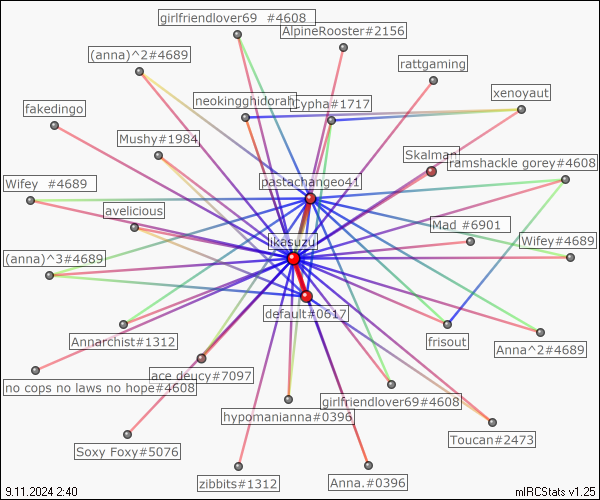 girlfriendlover69 #4608
AlpineRooster#2156
(anna)^2#4689
rattgaming
xenoyaut
neokingghidorah
Cypha#1717
fakedingo
Mushy#1984
Skalman
ramshackle gorey#4608
pastachangeo41
Wifey #4689
avelicious
Mad #6901
ikasuzu
Wifey#4689
(anna)^3#4689
default#0617
Annarchist#1312
frisout
Anna^2#4689
ace deucy#7097
no cops no laws no hope#4608
girlfriendlover69#4608
hypomanianna#0396
Toucan#2473
Soxy Foxy#5076
zibbits#1312
Anna.#0396
9.11.2024 2:40
mIRCStats v1.25